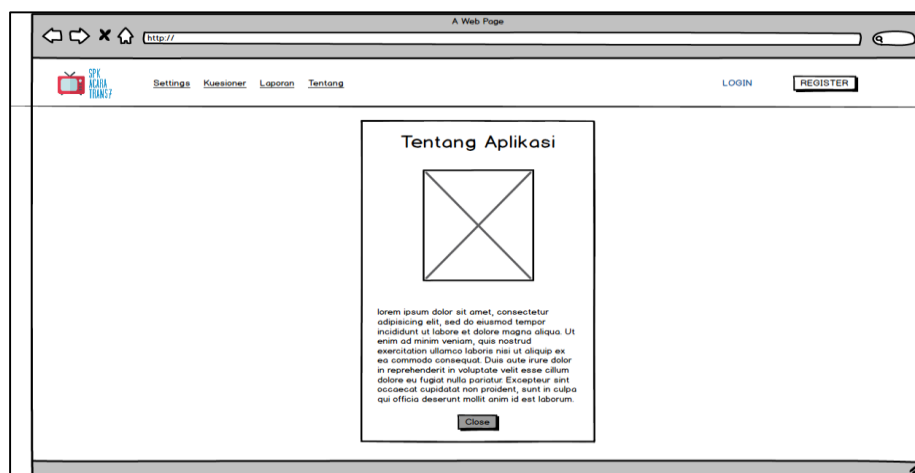 A Web Page
http://
SPK
ACARA
TRANS7
Settings Kuesioner Laporan Tentang LOGIN REGISTER
Tentang Aplikasi
lorem ipsum dolor sit amet, consectetur
adipisicing elit, sed do eiusmod tempor
incididunt ut labore et dolore magna aliqua. Ut
enim ad minim veniam, quis nostrud
exercitation ullamco laboris nisi ut aliquip ex
ea commodo consequat. Duis aute irure dolor
in reprehenderit in voluptate velit esse cillum
dolore eu fugiat nulla pariatur. Excepteur sint
occaecat cupidatat non proident, sunt in culpa
qui officia deserunt mollit anim id est laborum.
Close